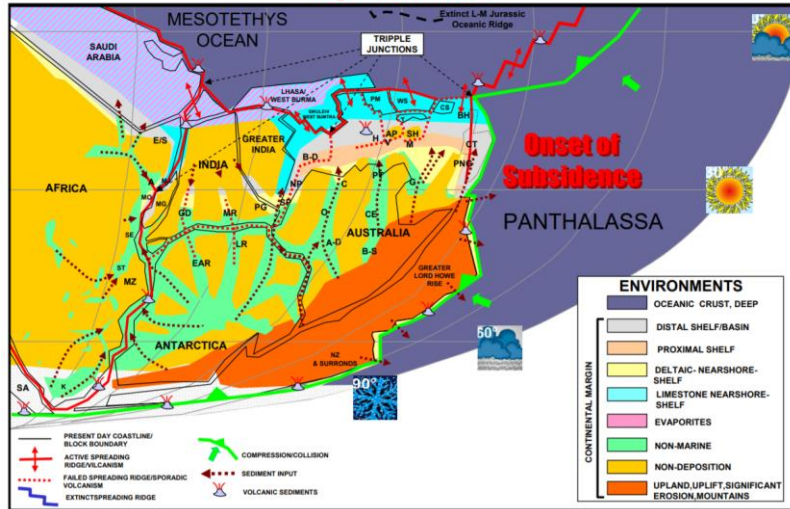 MESOTETHYS
OCEAN
Extinct L-M Jurassic
Oceanic Ridge
TRIPPLE
JUNCTIONS
SAUDI
ARABIA
LHASA/
WEST BURMA
PM
WS
CS
BH
E/S
INDIA
GREATER
INDIA
B-D
H
AP
SH
V
M
CT
PNG
Onset of
Subsidence
AFRICA
MO
MG
GD
MR
PG
SP
NP
C
PF
G
PANTHALASSA
SE
LR
O
CE
AUSTRALIA
A-D
B-S
ST
MZ
EAR
GREATER
LORD HOWE
RISE
ANTARCTICA
NZ
& SURRONDS
50°
90°
SA
K
ENVIRONMENTS
OCEANIC CRUST, DEEP
CONTINENTAL MARGIN
DISTAL SHELF/BASIN
PROXIMAL SHELF
DELTAIC- NEARSHORE-
SHELF
LIMESTONE NEARSHORE-
SHELF
EVAPORITES
NON-MARINE
NON-DEPOSITION
UPLAND,UPLIFT,SIGNIFICANT
EROSION,MOUNTAINS
PRESENT DAY COASTLINE/
BLOCK BOUNDARY
ACTIVE SPREADING
RIDGE/VILCANISM
FAILED SPREADING RIDGE/SPORADIC
VOLCANISM
EXTINCTSPREADING RIDGE
COMPRESSION/COLLISION
SEDIMENT INPUT
VOLCANIC SEDIMENTS